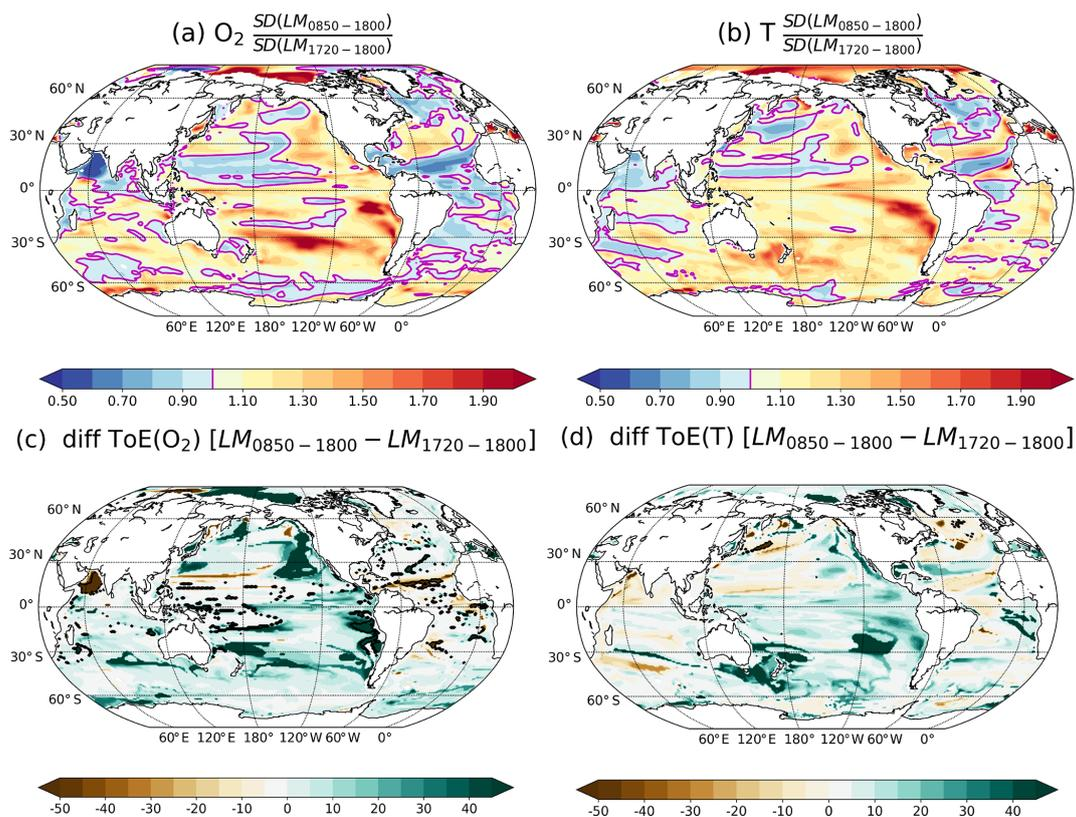 (a) O₂ SD(LM₀₈₅₀₋₁₈₀₀) / SD(LM₁₇₂₀₋₁₈₀₀)
(b) T SD(LM₀₈₅₀₋₁₈₀₀) / SD(LM₁₇₂₀₋₁₈₀₀)
60°N
30°N
0°
30°S
60°S
60°E 120°E 180° 120°W 60°W 0°
60°N
30°N
0°
30°S
60°S
60°E 120°E 180° 120°W 60°W 0°
0.50 0.70 0.90 1.10 1.30 1.50 1.70 1.90
0.50 0.70 0.90 1.10 1.30 1.50 1.70 1.90
(c) diff ToE(O₂) [LM₀₈₅₀₋₁₈₀₀ − LM₁₇₂₀₋₁₈₀₀]
(d) diff ToE(T) [LM₀₈₅₀₋₁₈₀₀ − LM₁₇₂₀₋₁₈₀₀]
60°N
30°N
0°
30°S
60°S
60°E 120°E 180° 120°W 60°W 0°
60°N
30°N
0°
30°S
60°S
60°E 120°E 180° 120°W 60°W 0°
-50 -40 -30 -20 -10 0 10 20 30 40
-50 -40 -30 -20 -10 0 10 20 30 40